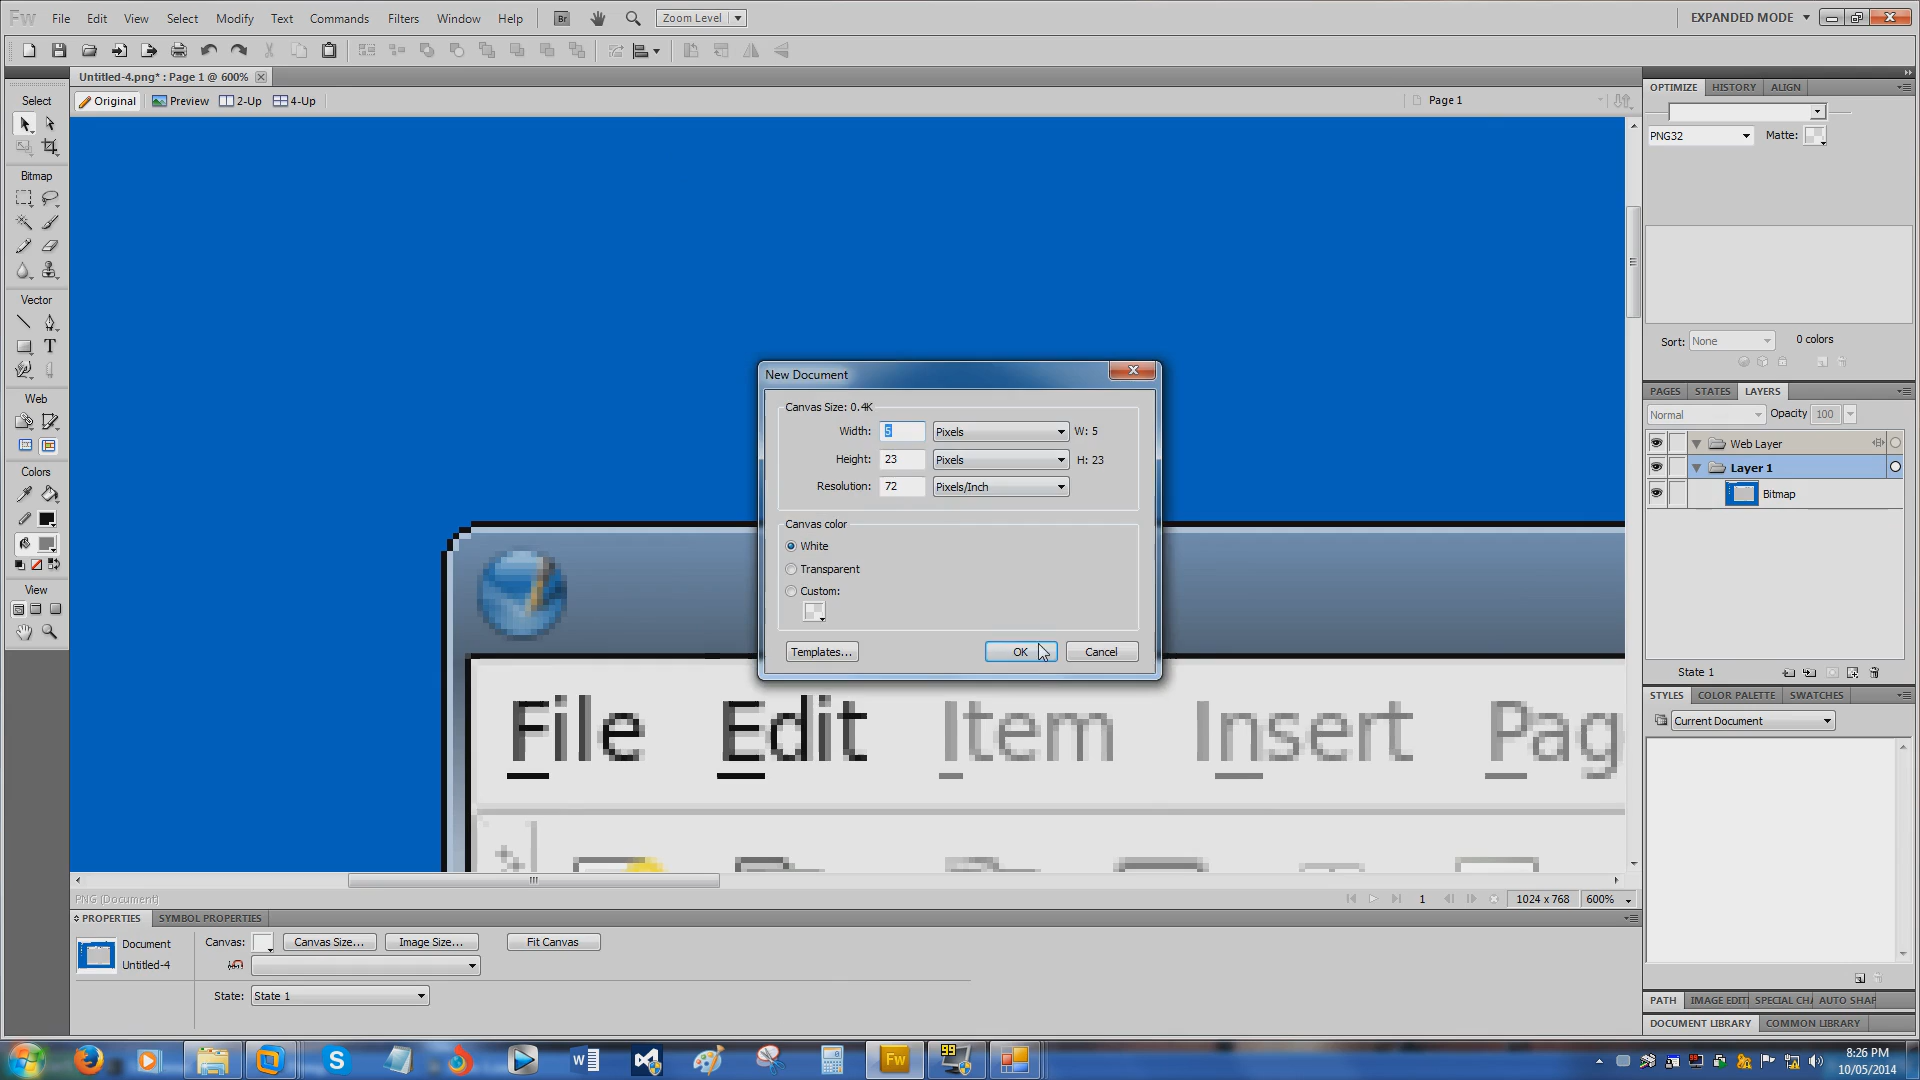 Fw File Edit View Select Modify Text Commands Filters Window Help Br Zoom Level EXPANDED MODE
Untitled-4.png* : Page 1 @ 600%
Original Preview 2-Up 4-Up Page 1
Select
Bitmap
Vector
T
Web
Colors
View
OPTIMIZE HISTORY ALIGN
PNG32 Matte:
Sort: None 0 colors
PAGES STATES LAYERS
Normal Opacity 100
Web Layer
Layer 1
Bitmap
State 1
STYLES COLOR PALETTE SWATCHES
Current Document
PATH IMAGE EDITI SPECIAL CHA AUTO SHAP
DOCUMENT LIBRARY COMMON LIBRARY
New Document
Canvas Size: 0.4K
Width: 5 Pixels W: 5
Height: 23 Pixels H: 23
Resolution: 72 Pixels/Inch
Canvas color
White
Transparent
Custom:
Templates... OK Cancel
File Edit Item Insert Pag
PNG (Document) 1 1024 x 768 600%
PROPERTIES SYMBOL PROPERTIES
Document Canvas: Canvas Size... Image Size... Fit Canvas
Untitled-4
State: State 1
S W Fw 99
8:26 PM
10/05/2014